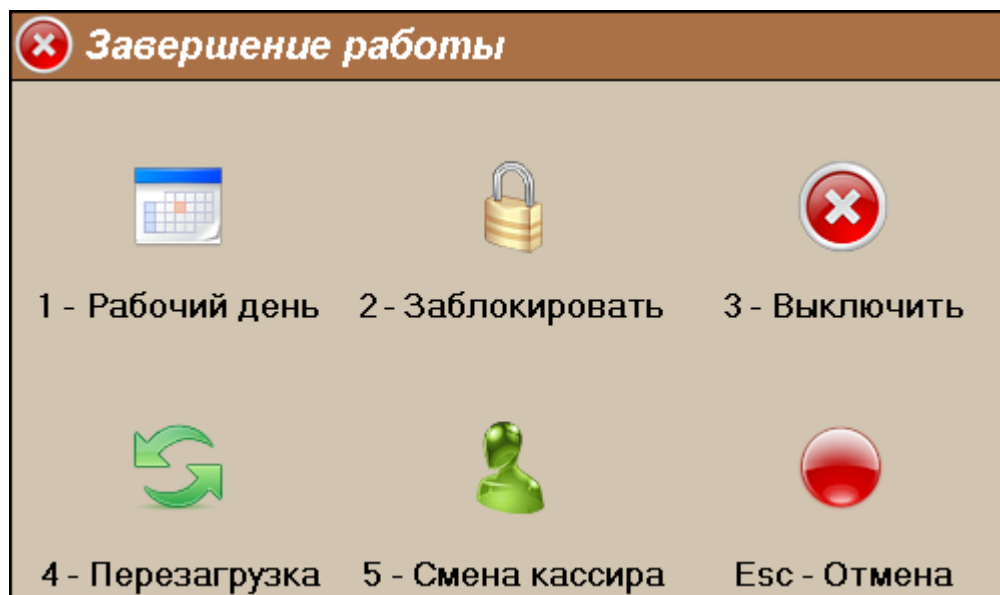 Завершение работы
1 - Рабочий день 2 - Заблокировать 3 - Выключить
4 - Перезагрузка 5 - Смена кассира Esc - Отмена